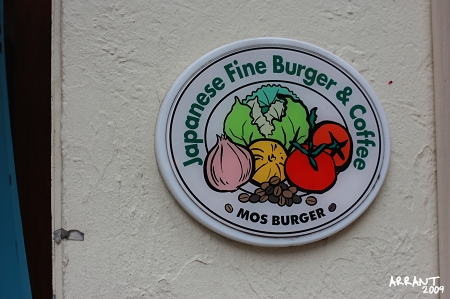 Japanese Fine Burger & Coffee
MOS BURGER
ARRANT
2009